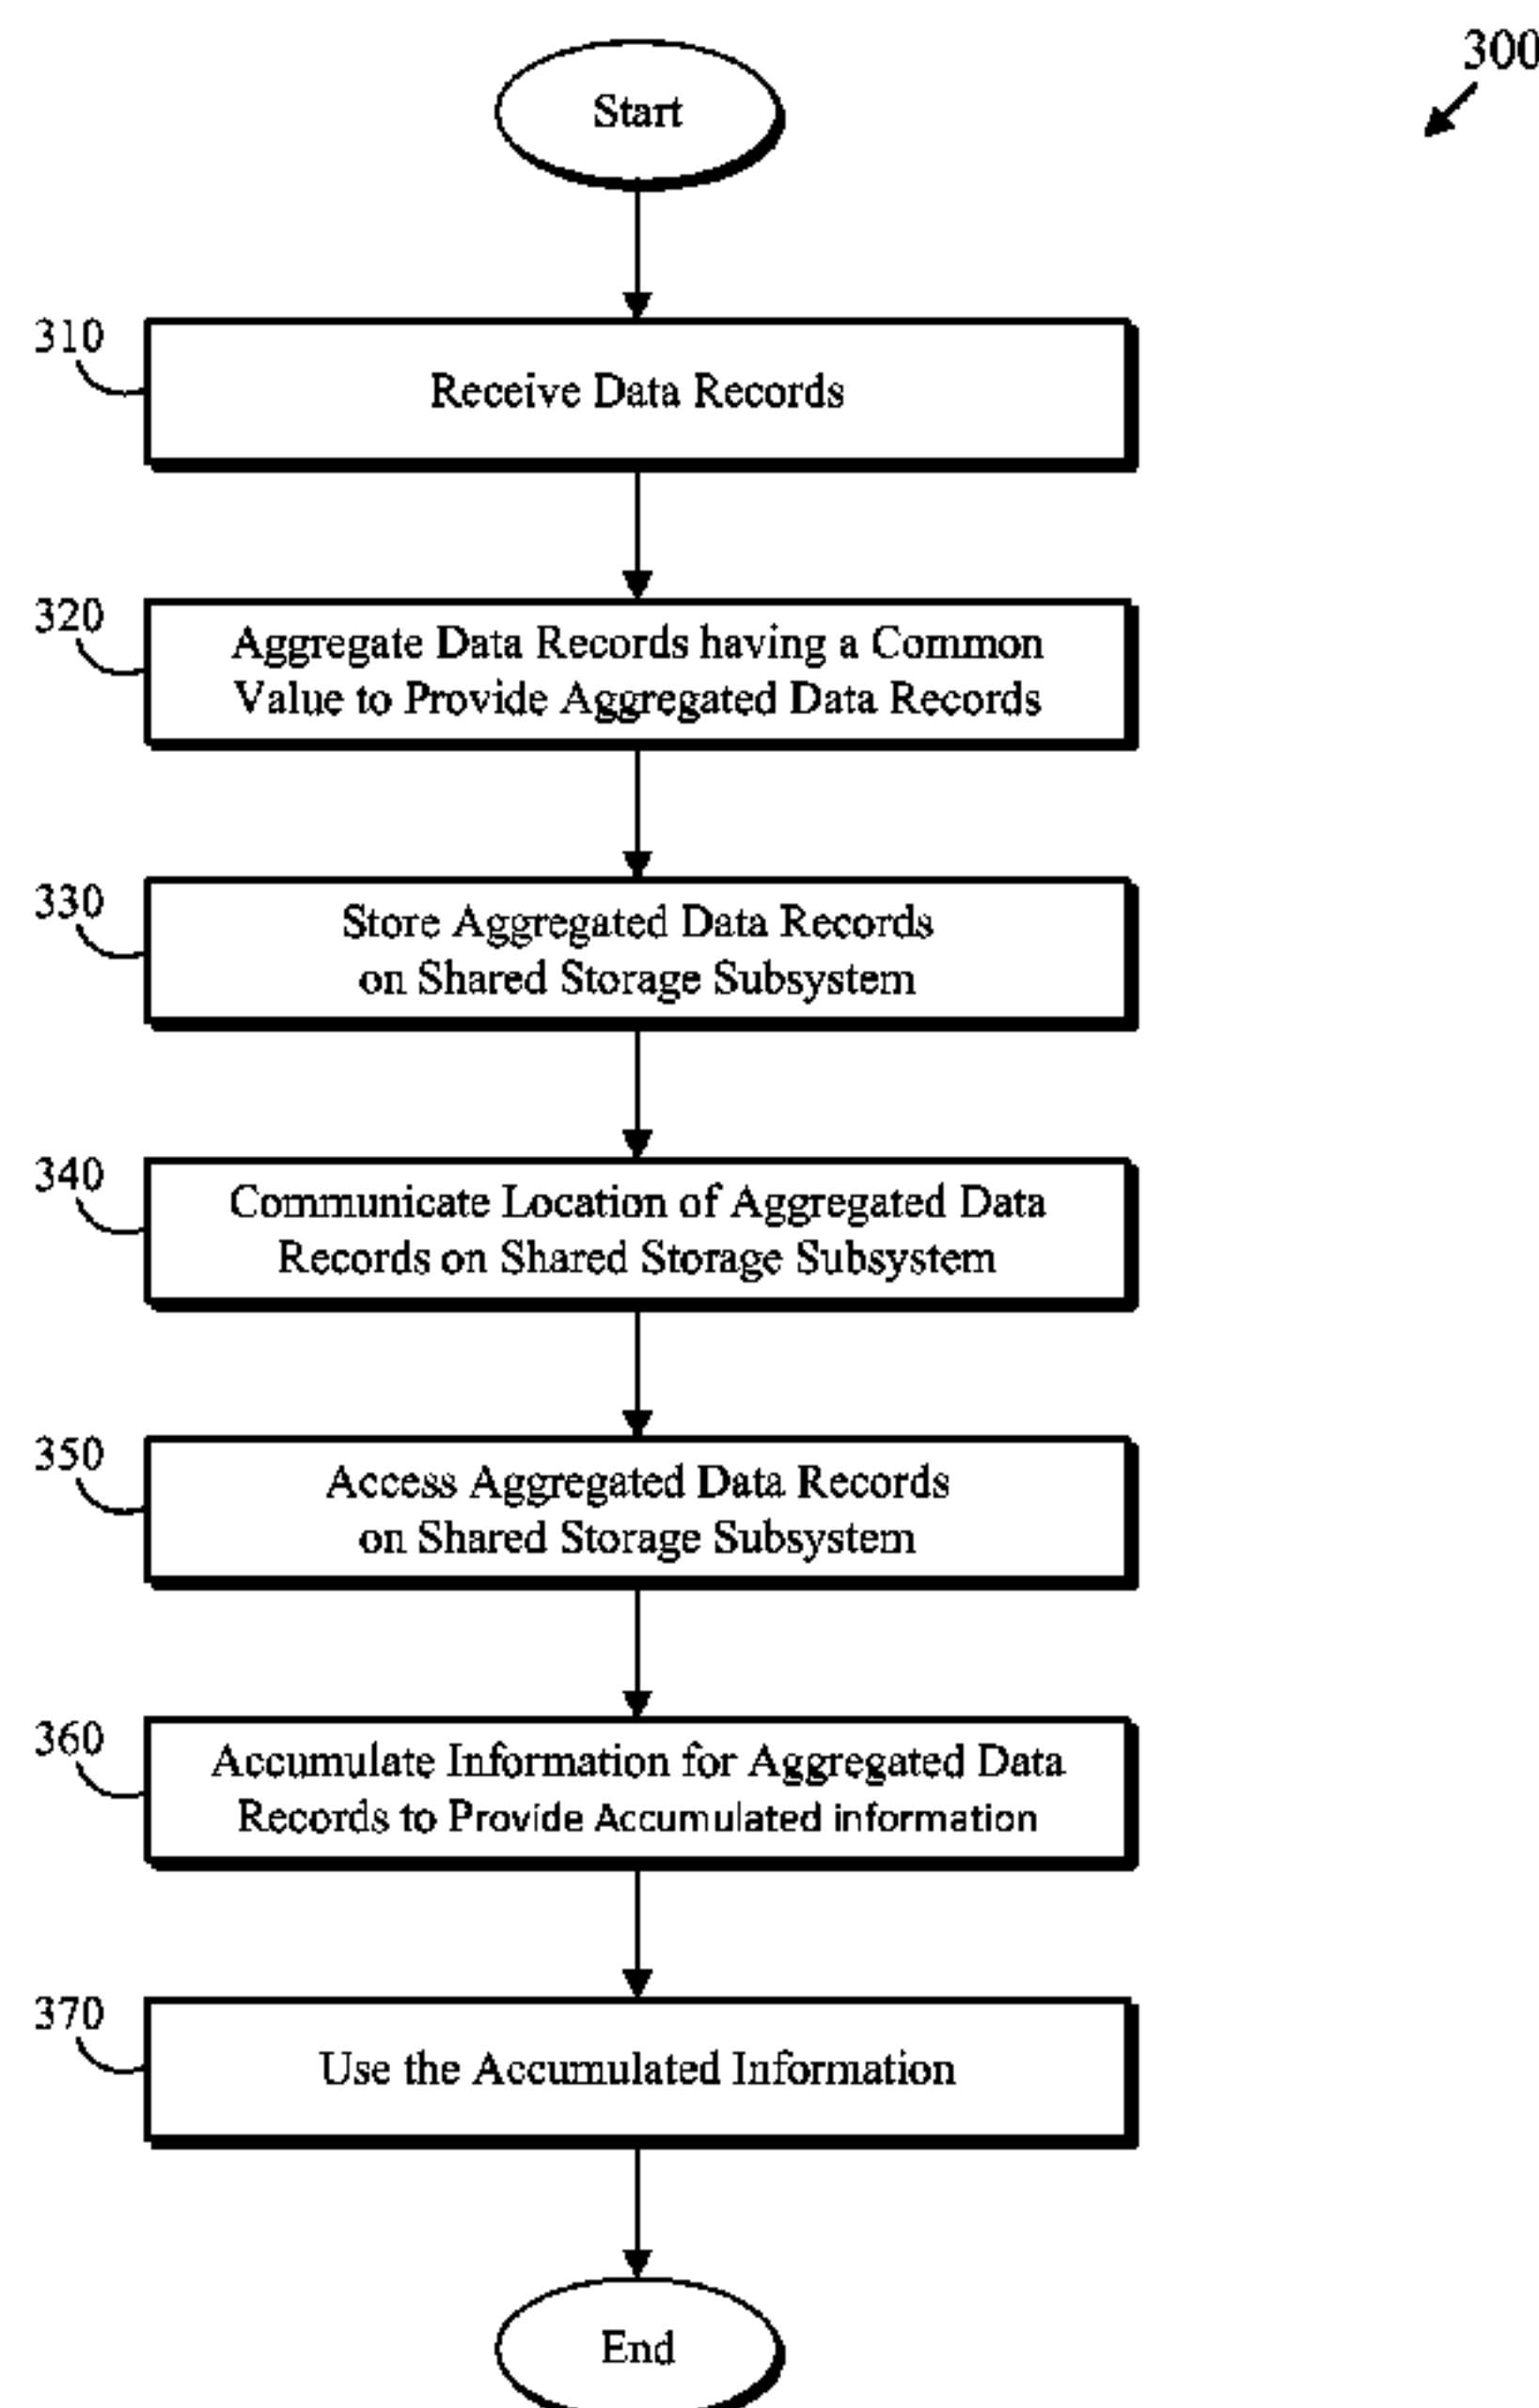 300
Start
310
Receive Data Records
320
Aggregate Data Records having a Common
Value to Provide Aggregated Data Records
330
Store Aggregated Data Records
on Shared Storage Subsystem
340
Communicate Location of Aggregated Data
Records on Shared Storage Subsystem
350
Access Aggregated Data Records
on Shared Storage Subsystem
360
Accumulate Information for Aggregated Data
Records to Provide Accumulated information
370
Use the Accumulated Information
End